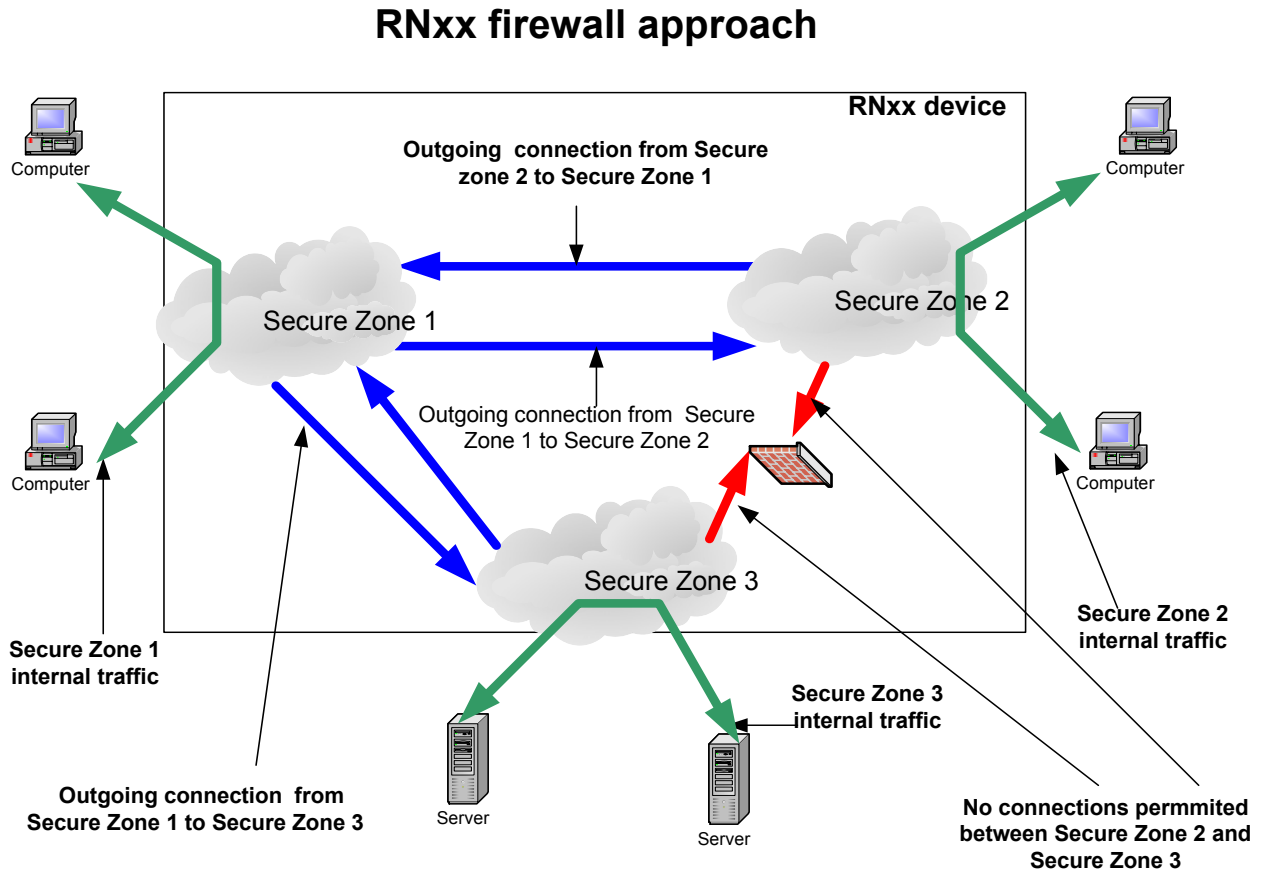 RNxx firewall approach
RNxx device
Computer
Computer
Outgoing  connection from Secure
zone 2 to Secure Zone 1
Secure Zone 1
Secure Zone 2
Outgoing connection from  Secure
Zone 1 to Secure Zone 2
Computer
Computer
Secure Zone 3
Secure Zone 1
internal traffic
Secure Zone 2
internal traffic
Secure Zone 3
internal traffic
Outgoing connection  from
Secure Zone 1 to Secure Zone 3
Server
Server
No connections permmited
between Secure Zone 2 and
Secure Zone 3